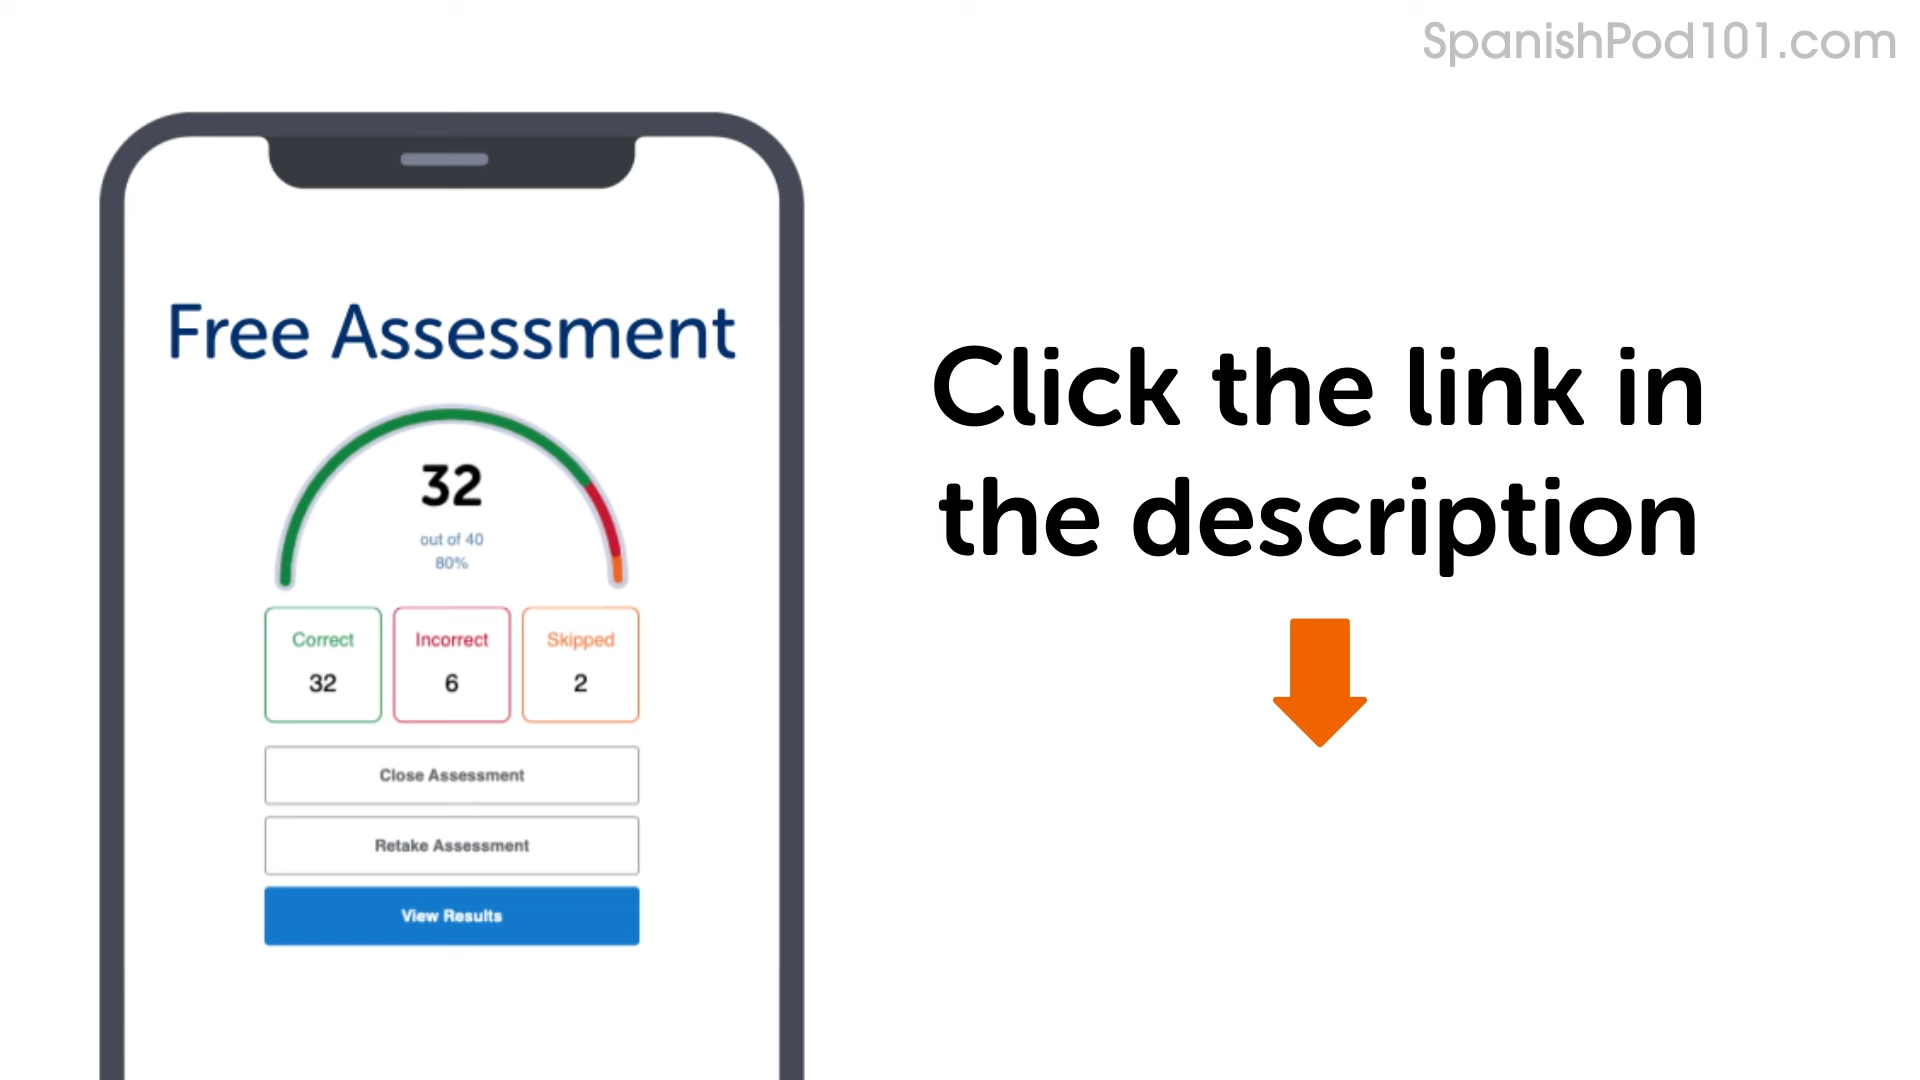 SpanishPod101.com
Free Assessment
32
out of 40
80%
Correct
32
Incorrect
6
Skipped
2
Close Assessment
Retake Assessment
View Results
Click the link in
the description